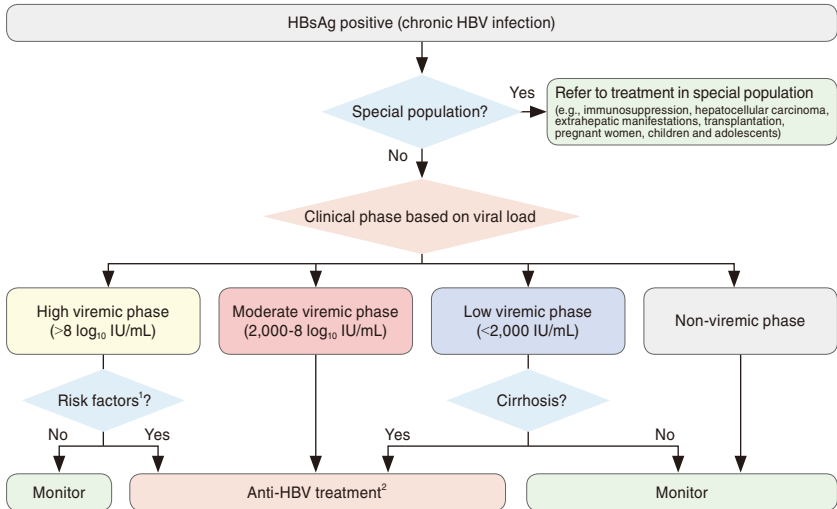 HBsAg positive (chronic HBV infection)
Special population?
Yes
Refer to treatment in special population
(e.g., immunosuppression, hepatocellular carcinoma,
extrahepatic manifestations, transplantation,
pregnant women, children and adolescents)
No
Clinical phase based on viral load
High viremic phase
(>8 log₁₀ IU/mL)
Moderate viremic phase
(2,000-8 log₁₀ IU/mL)
Low viremic phase
(<2,000 IU/mL)
Non-viremic phase
Risk factors¹?
Cirrhosis?
No
Yes
Yes
No
Monitor
Anti-HBV treatment²
Monitor